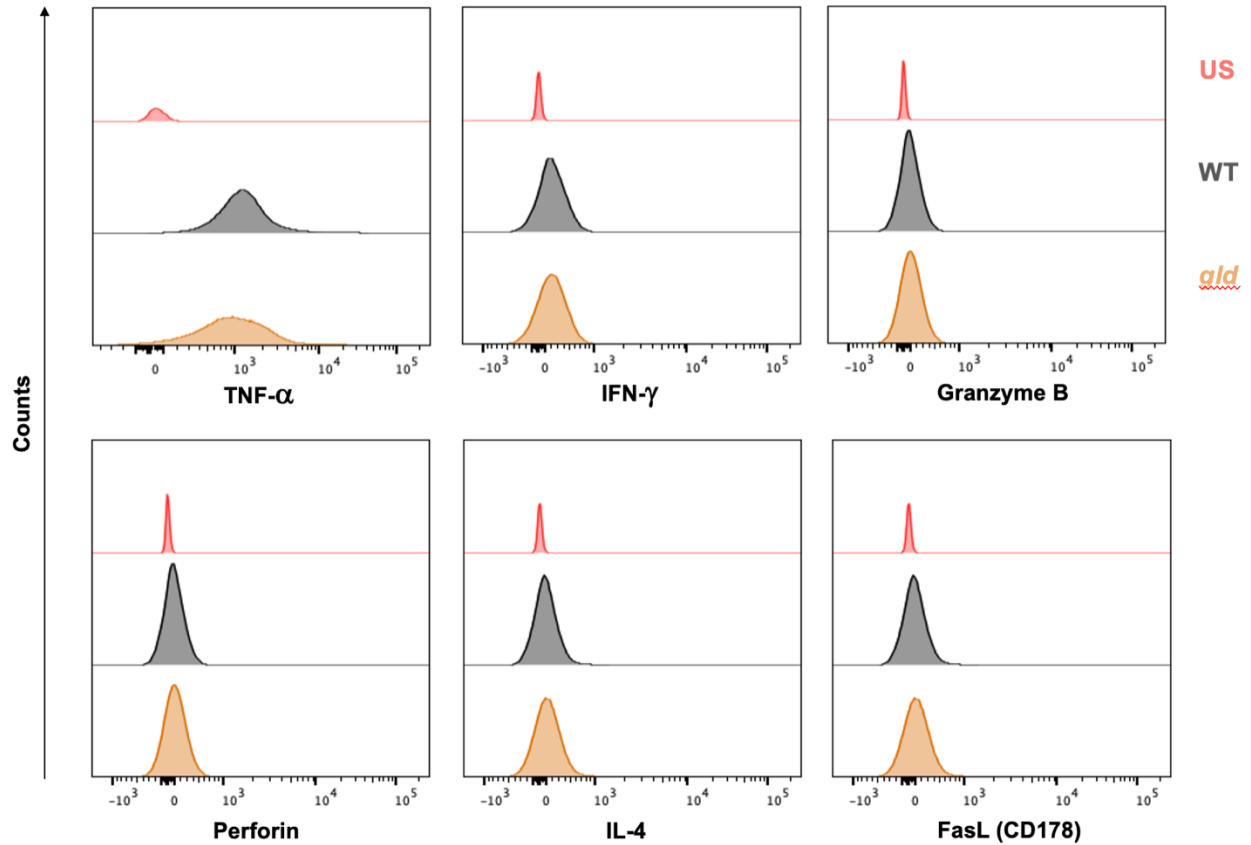 US
WT
gld
Counts
0 10³ 10⁴ 10⁵
TNF-α
-10³ 0 10³ 10⁴ 10⁵
IFN-γ
-10³ 0 10³ 10⁴ 10⁵
Granzyme B
-10³ 0 10³ 10⁴ 10⁵
Perforin
-10³ 0 10³ 10⁴ 10⁵
IL-4
-10³ 0 10³ 10⁴ 10⁵
FasL (CD178)